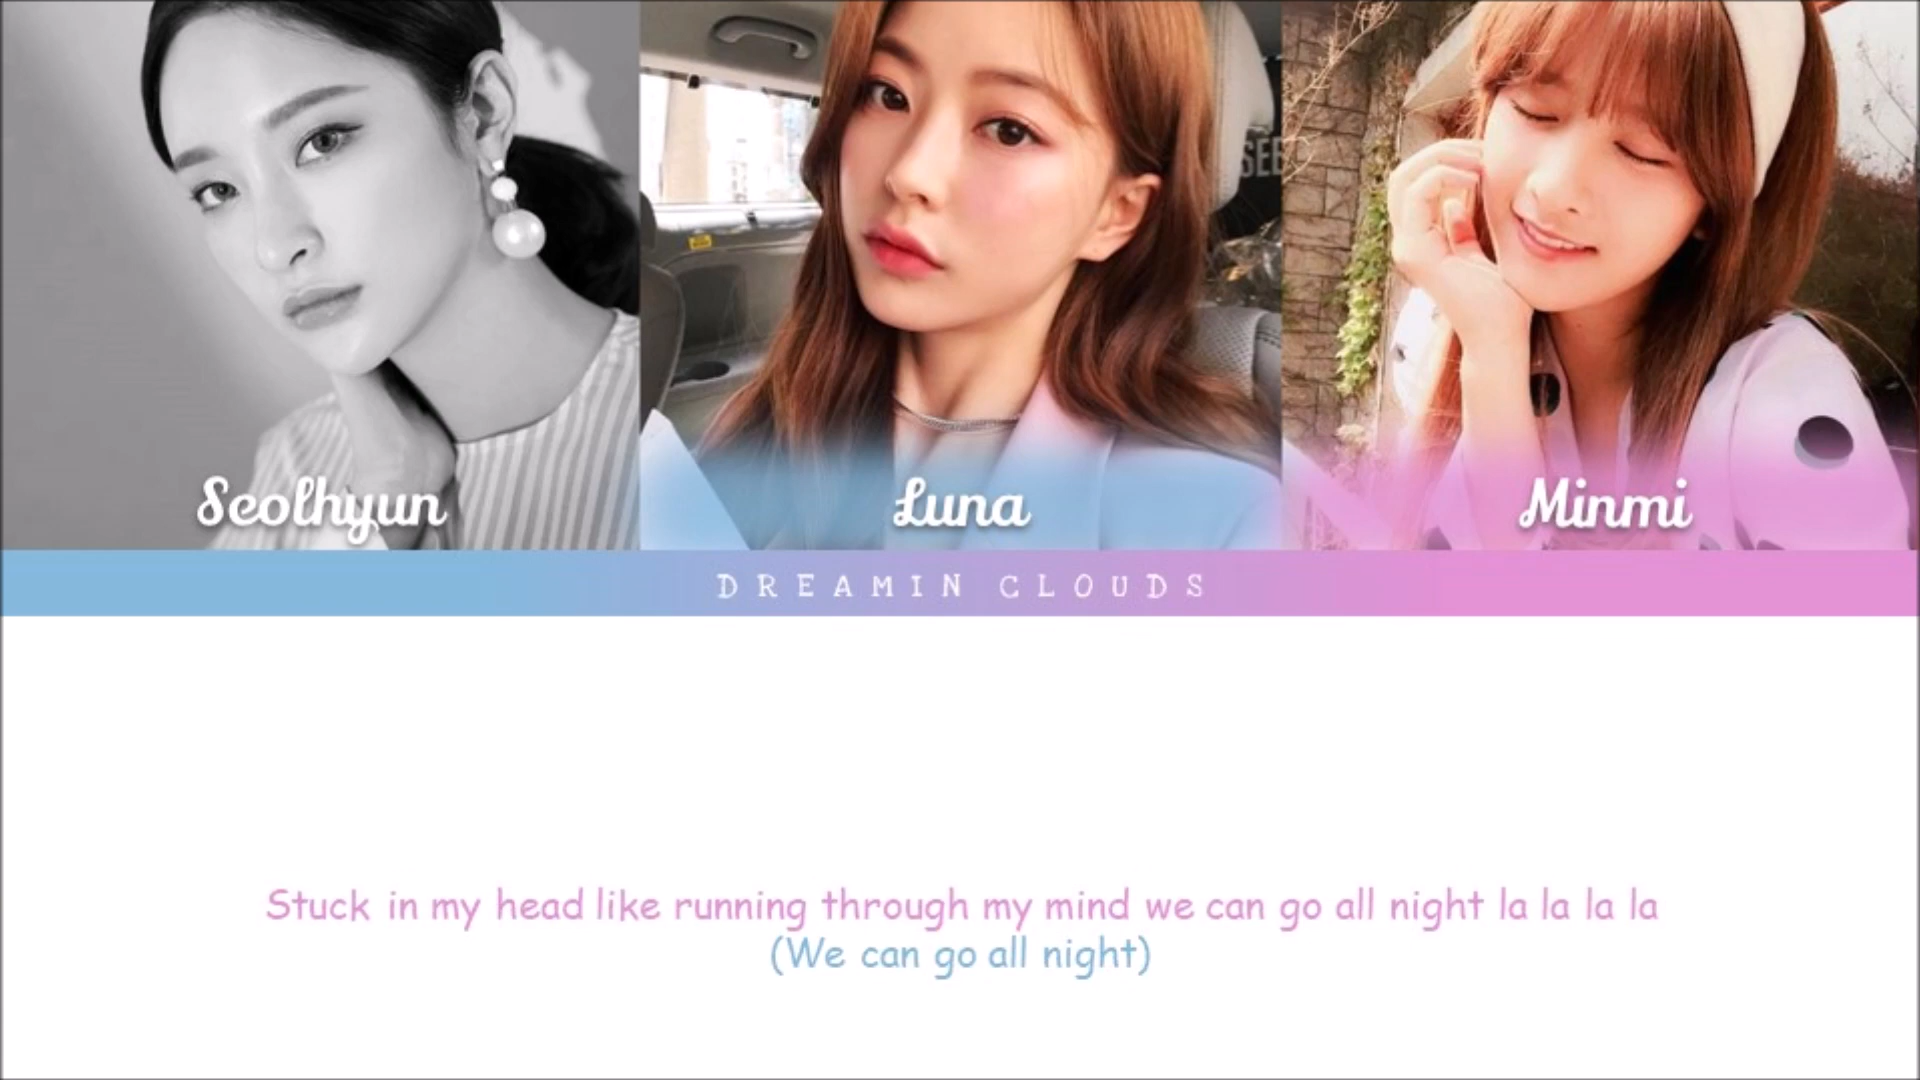 Seolhyun
Luna
Minmi
DREAMIN CLOUDS
Stuck in my head like running through my mind we can go all night la la la la
(We can go all night)